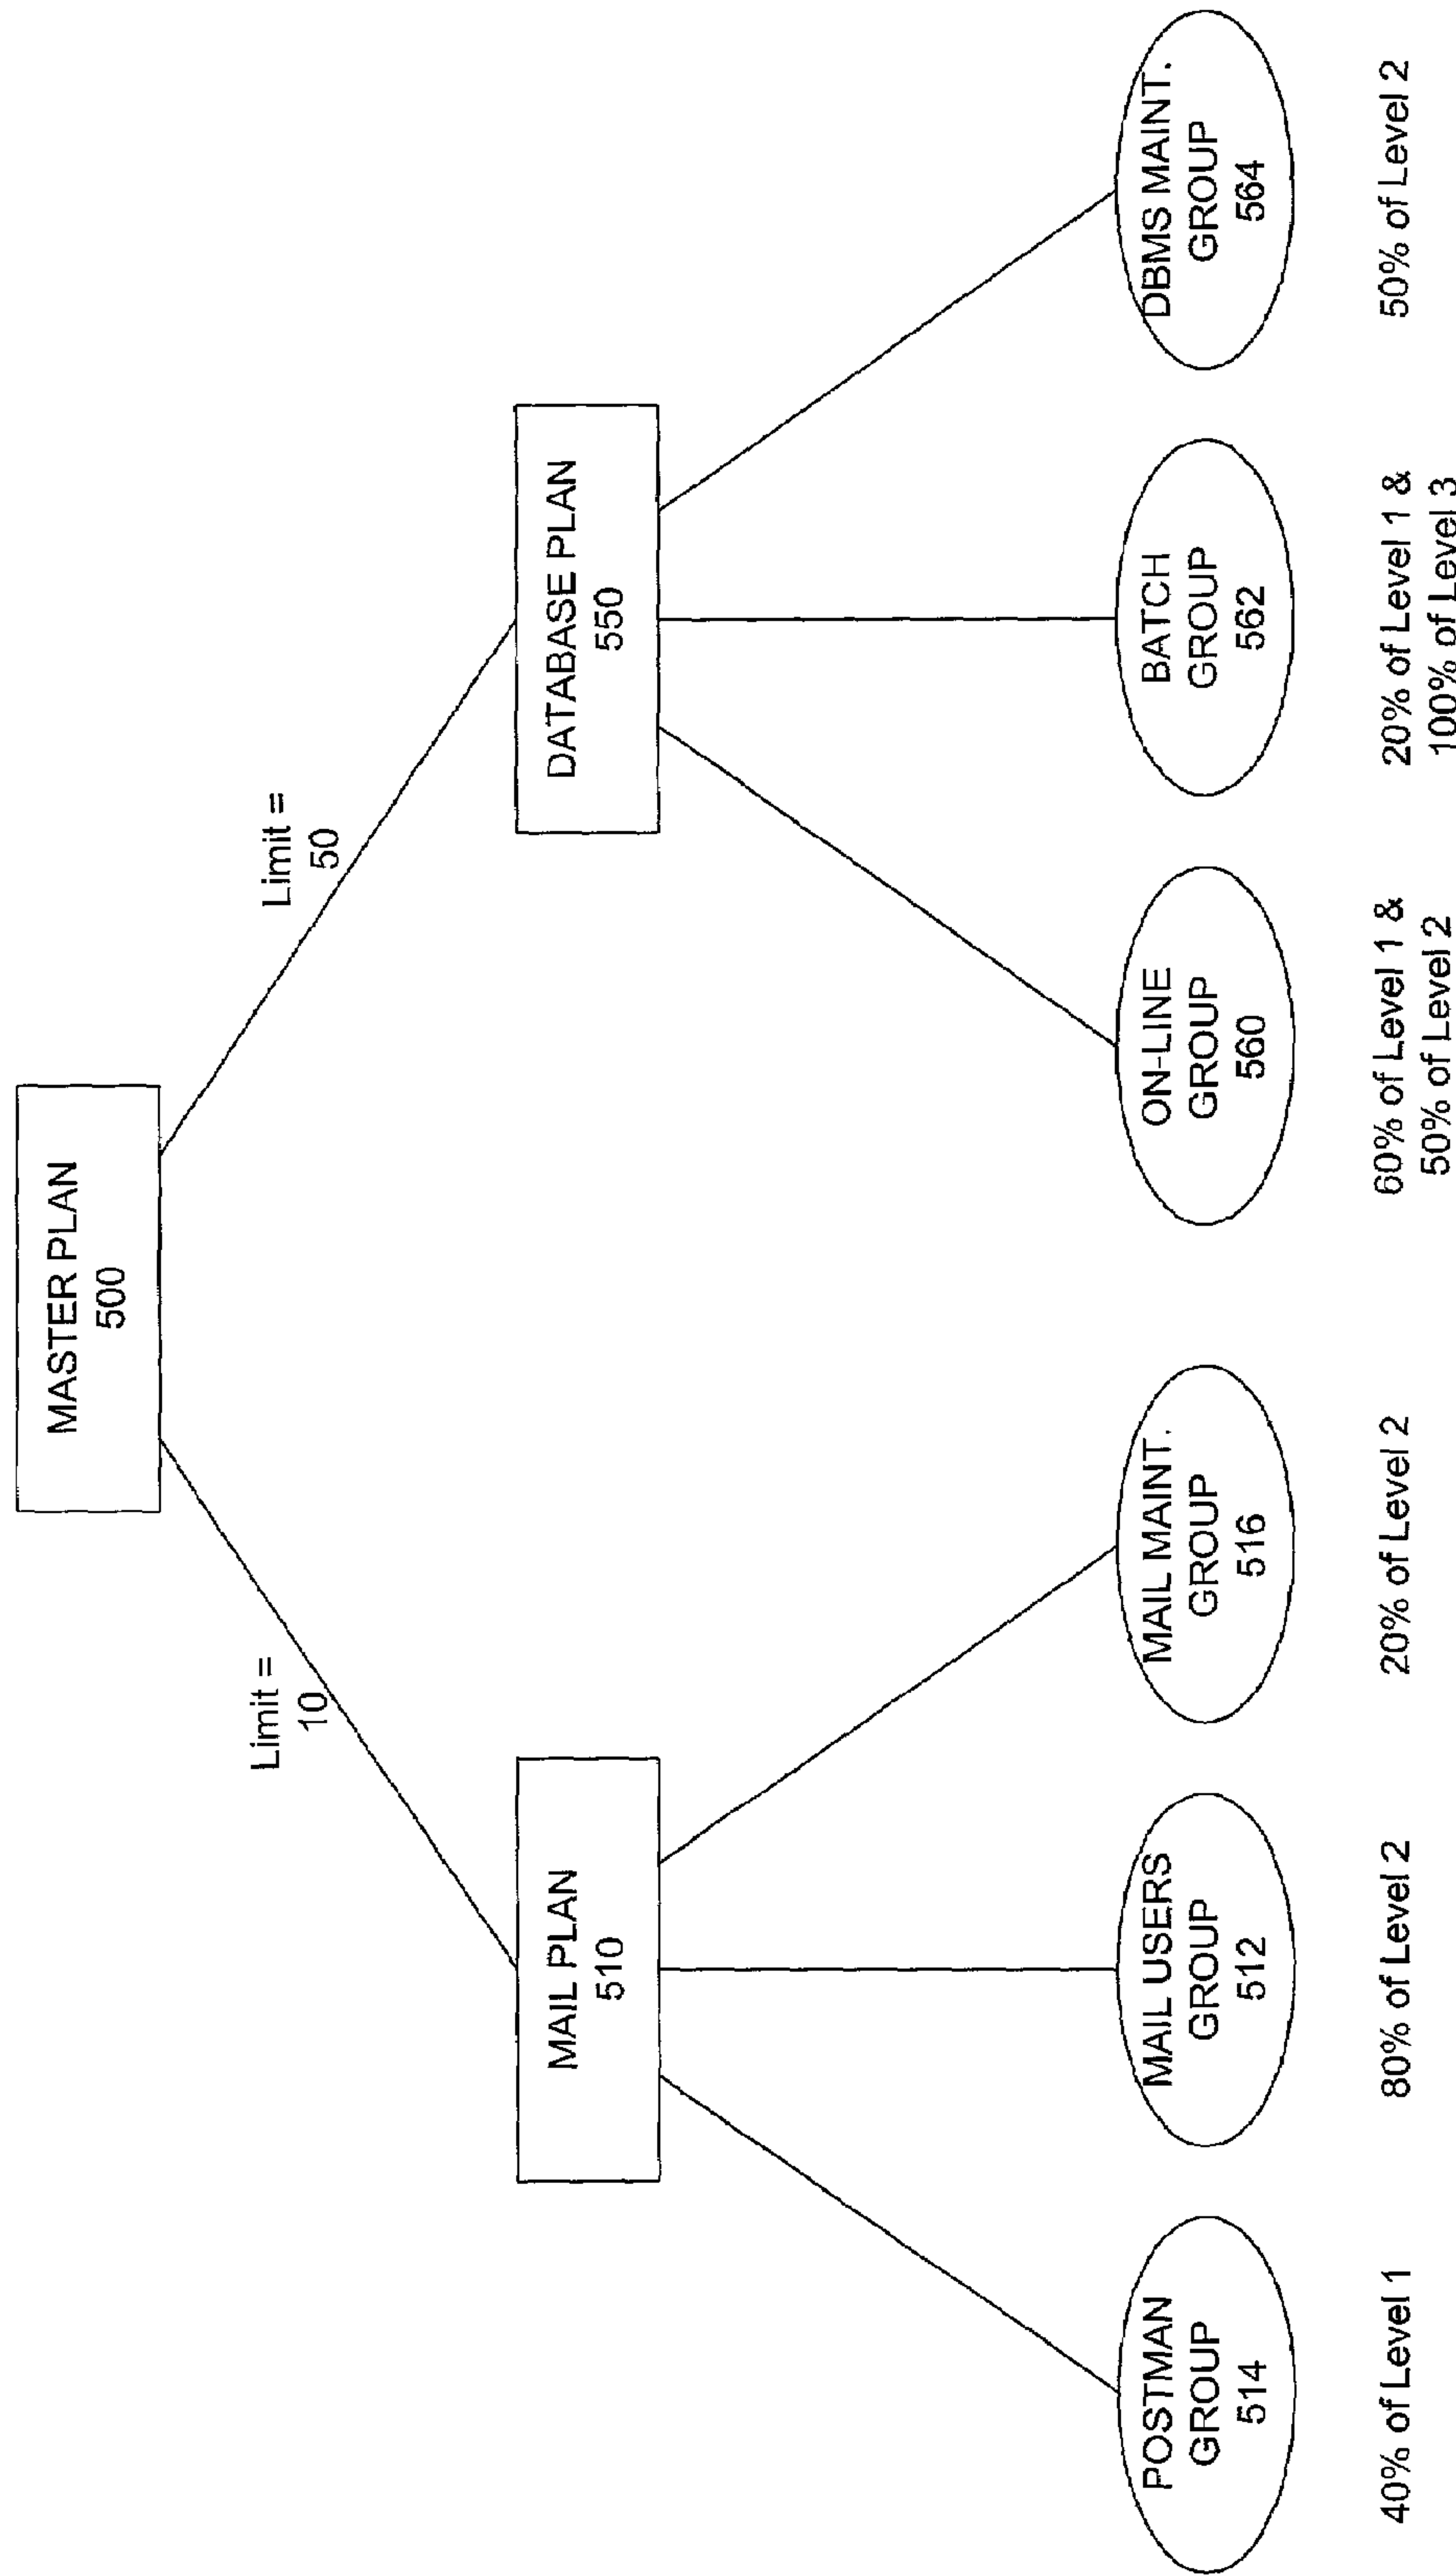 MASTER PLAN
500
Limit =
10
Limit =
50
MAIL PLAN
510
DATABASE PLAN
550
POSTMAN
GROUP
514
MAIL USERS
GROUP
512
MAIL MAINT.
GROUP
516
ON-LINE
GROUP
560
BATCH
GROUP
562
DBMS MAINT.
GROUP
564
40% of Level 1
80% of Level 2
20% of Level 2
60% of Level 1 &
50% of Level 2
20% of Level 1 &
100% of Level 3
50% of Level 2